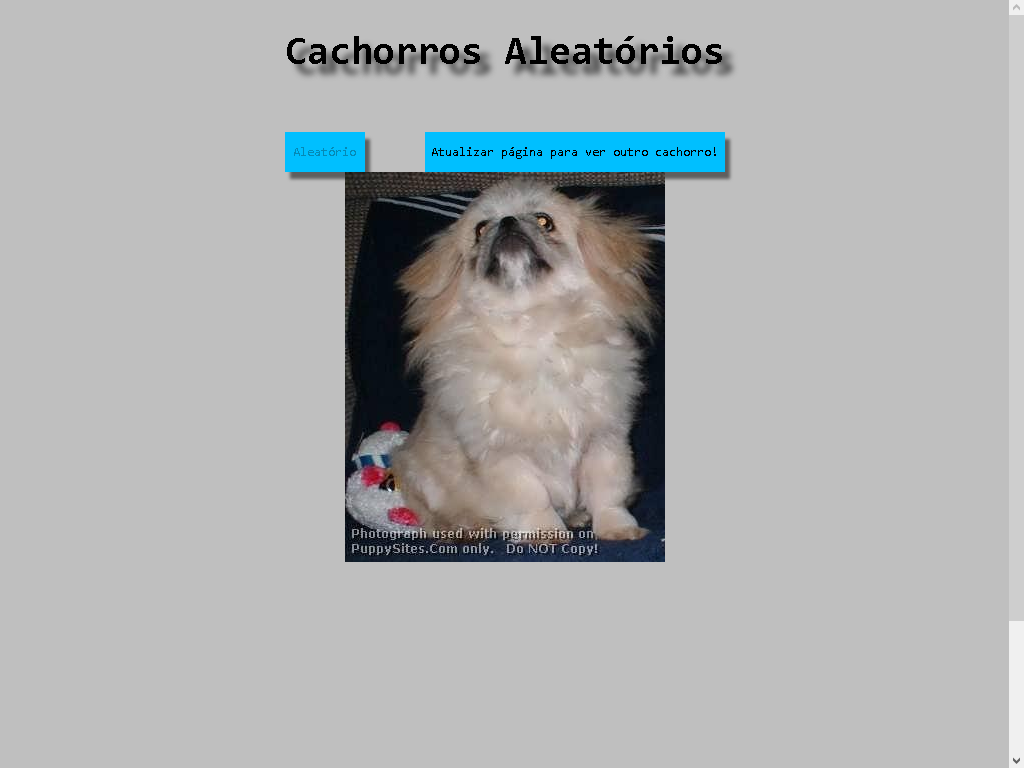 Cachorros Aleatórios
Aleatório
Atualizar página para ver outro cachorro!
Photograph used with permission on
PuppySites.Com only. Do NOT Copy!